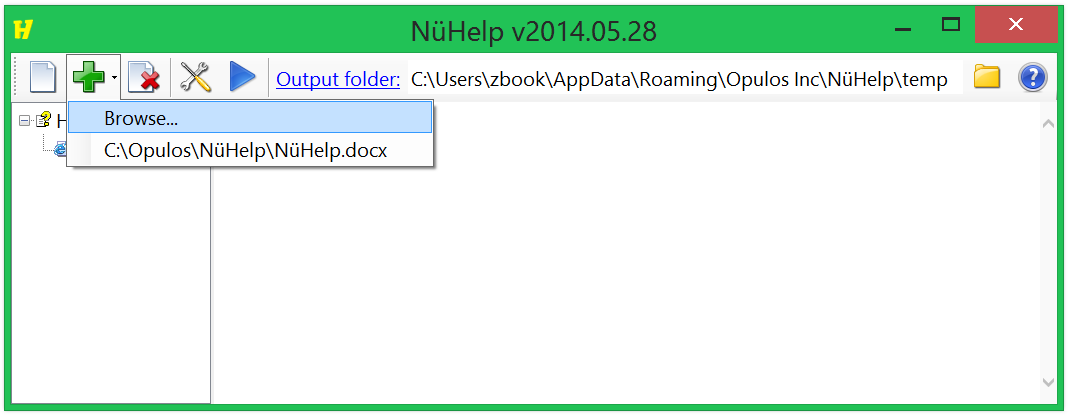 NüHelp v2014.05.28
Output folder: C:\Users\zbook\AppData\Roaming\Opulos Inc\NüHelp\temp
Browse...
C:\Opulos\NüHelp\NüHelp.docx